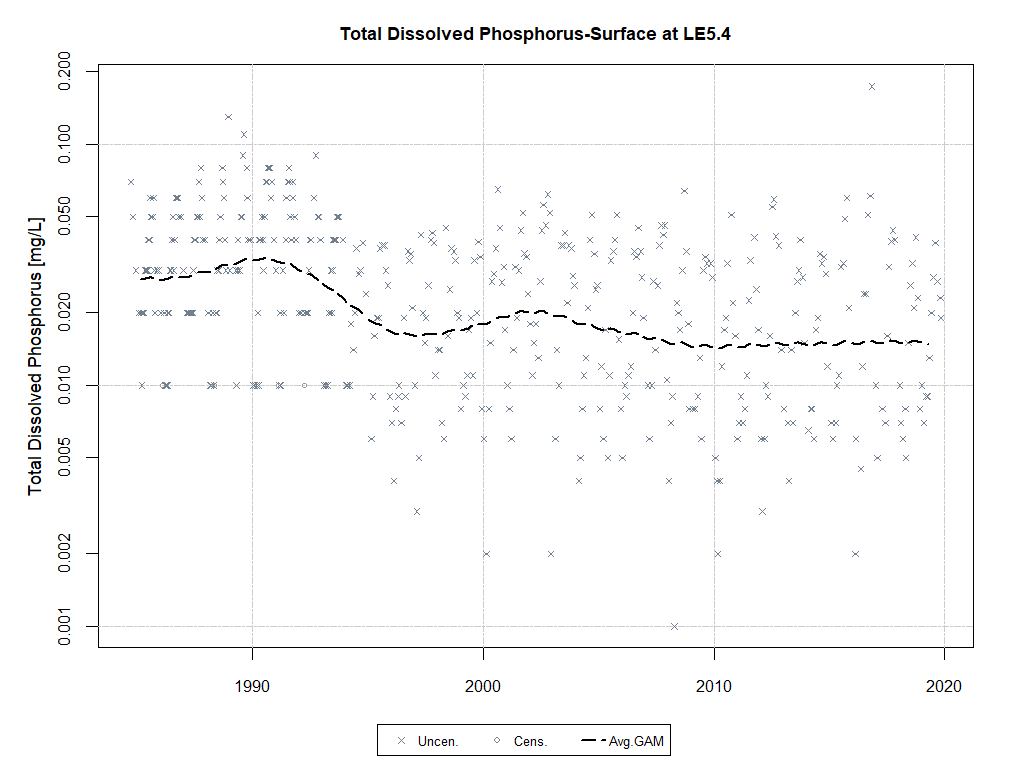 Total Dissolved Phosphorus-Surface at LE5.4
Total Dissolved Phosphorus [mg/L]
0.200
0.100
0.050
0.020
0.010
0.005
0.002
0.001
1990 2000 2010 2020
Uncen. Cens. Avg.GAM